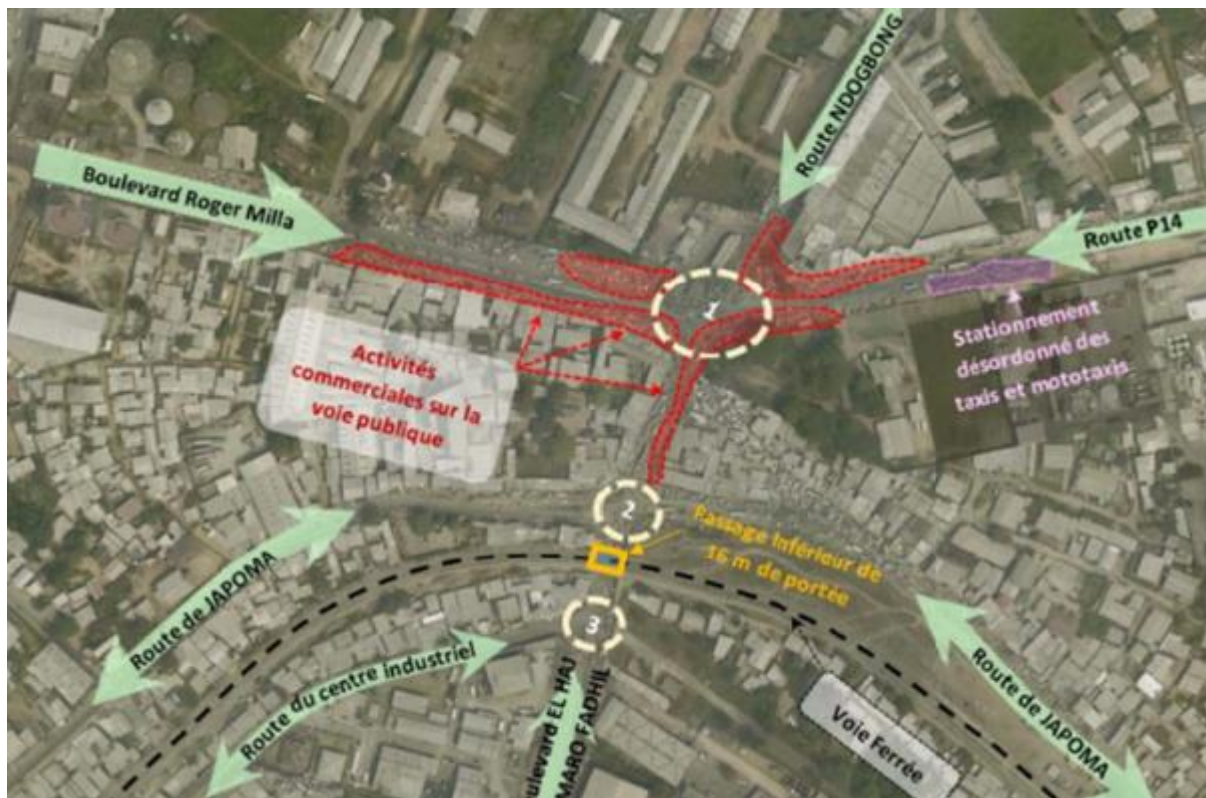 Route NDOGBONG
Boulevard Roger Milla
Route P14
1
Stationnement
désordonné des
taxis et mototaxis
Activités
commerciales sur la
voie publique
2
Passage inférieur de
16 m de portée
3
Route de JAPOMA
Route du centre industriel
oulevard EL HAJ
MARO FADHIL
Voie Ferrée
Route de JAPOMA